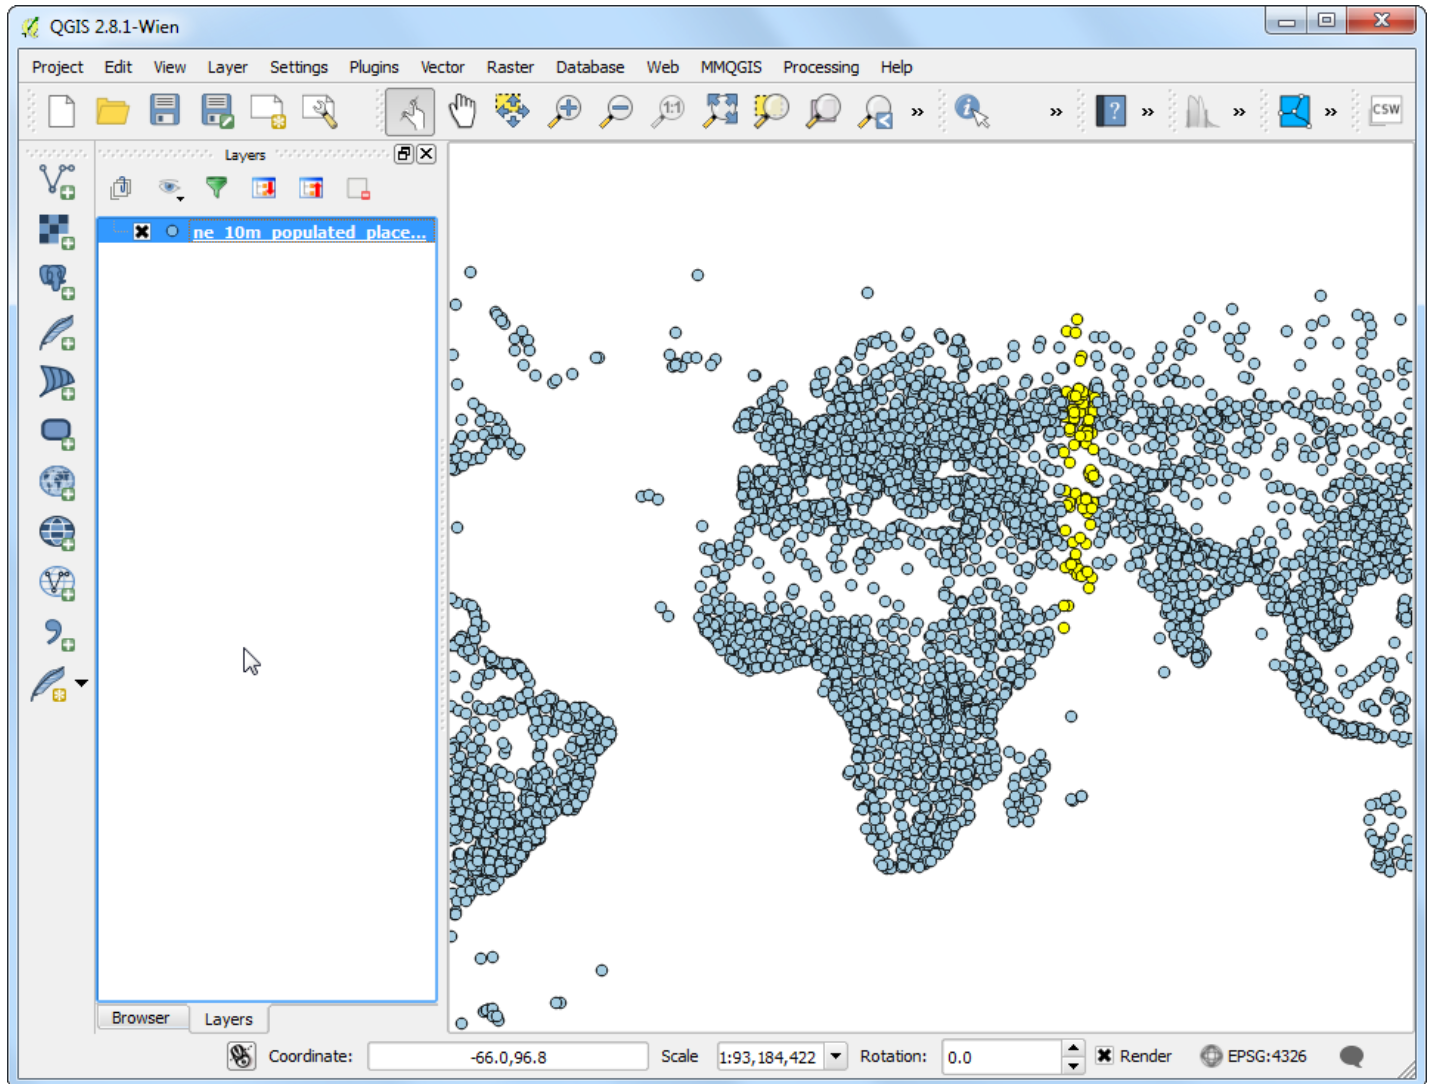 QGIS 2.8.1-Wien
Project Edit View Layer Settings Plugins Vector Raster Database Web MMQGIS Processing Help
1:1 » » ? » » » CSW
Layers
ne_10m_populated_place...
Browser Layers
Coordinate: -66.0,96.8 Scale 1:93,184,422 Rotation: 0.0 Render EPSG:4326